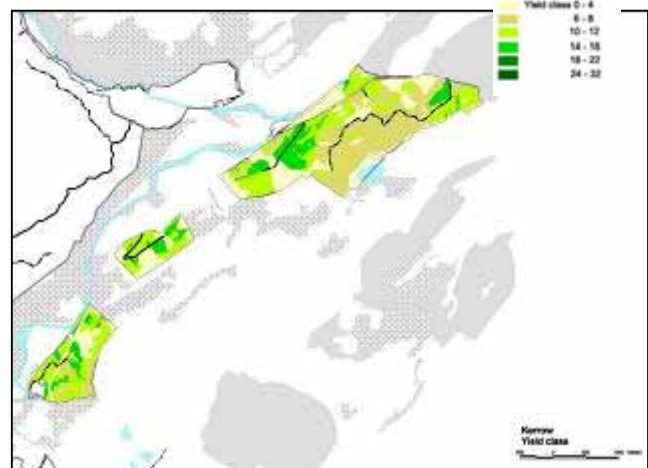 Yield class 0 - 4
6 - 8
10 - 12
14 - 16
18 - 22
24 - 32
Kerrow
Yield class